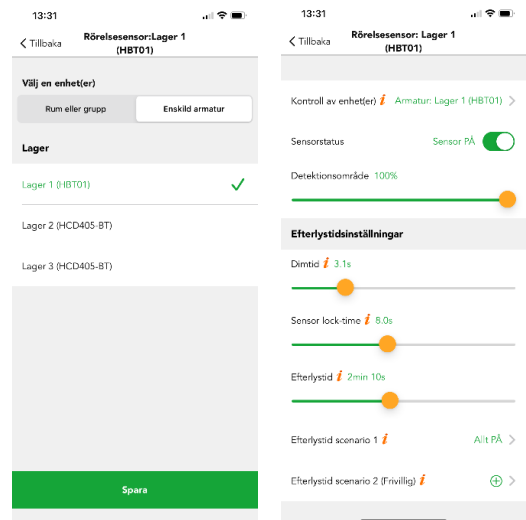 13:31
Tillbaka
Rörelsesensor:Lager 1
(HBT01)
Välj en enhet(er)
Rum eller grupp
Enskild armatur
Lager
Lager 1 (HBT01)
Lager 2 (HCD405-BT)
Lager 3 (HCD405-BT)
Spara
13:31
Tillbaka
Rörelsesensor: Lager 1
(HBT01)
Kontroll av enhet(er) i Armatur: Lager 1 (HBT01)
Sensorstatus Sensor PÅ
Detektionsområde 100%
Efterlystidsinställningar
Dimtid i 3.1s
Sensor lock-time i 8.0s
Efterlystid i 2min 10s
Efterlystid scenario 1 i Allt PÅ
Efterlystid scenario 2 (Frivillig) i